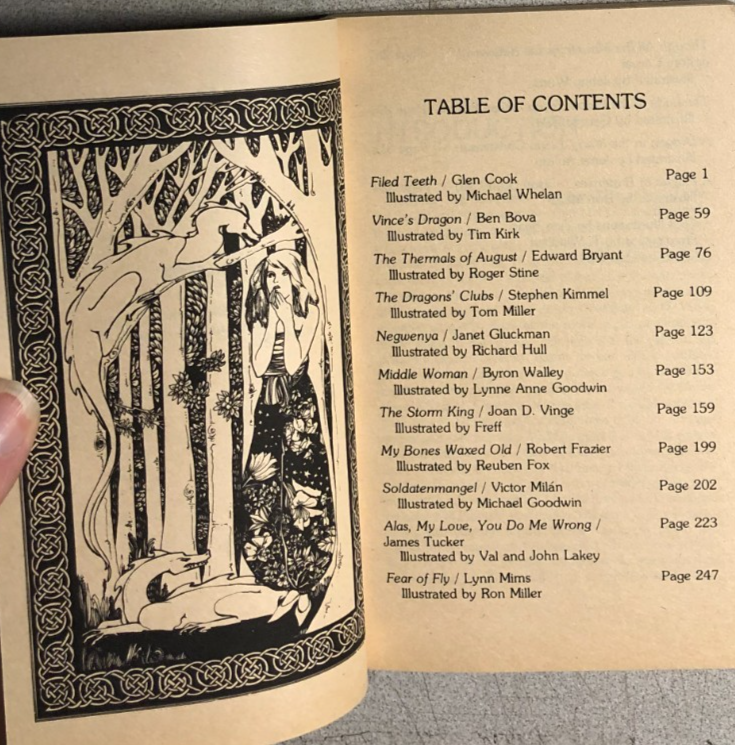 TABLE OF CONTENTS
Filed Teeth / Glen Cook Page 1
Illustrated by Michael Whelan
Vince's Dragon / Ben Bova Page 59
Illustrated by Tim Kirk
The Thermals of August / Edward Bryant Page 76
Illustrated by Roger Stine
The Dragons' Clubs / Stephen Kimmel Page 109
Illustrated by Tom Miller
Negwenya / Janet Gluckman Page 123
Illustrated by Richard Hull
Middle Woman / Byron Walley Page 153
Illustrated by Lynne Anne Goodwin
The Storm King / Joan D. Vinge Page 159
Illustrated by Freff
My Bones Waxed Old / Robert Frazier Page 199
Illustrated by Reuben Fox
Soldatenmangel / Victor Milán Page 202
Illustrated by Michael Goodwin
Alas, My Love, You Do Me Wrong / Page 223
James Tucker
Illustrated by Val and John Lakey
Fear of Fly / Lynn Mims Page 247
Illustrated by Ron Miller